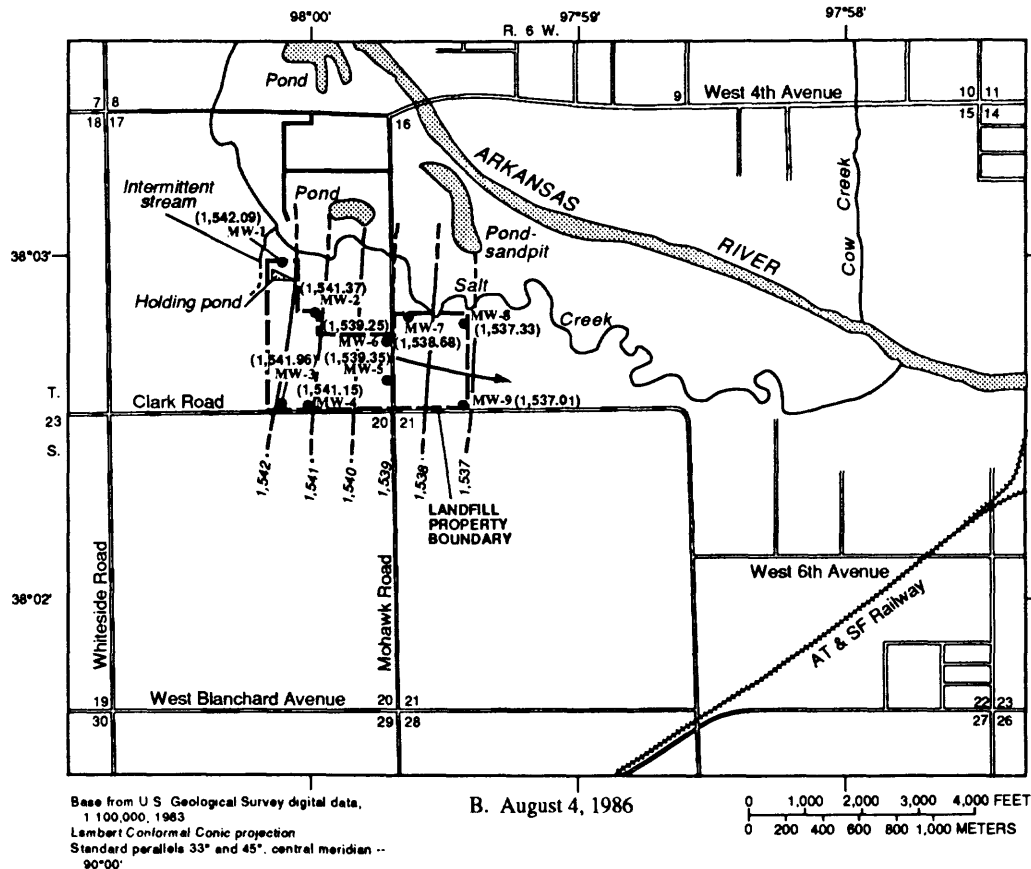 98°00'
97°59'
97°58'
R. 6 W.
Pond
7 8
18 17
16
9
West 4th Avenue
10 11
15 14
ARKANSAS
RIVER
Cow Creek
Intermittent
stream
Pond
(1,542.09)
MW-1
Pond-
sandpit
38°03'
Holding pond
(1,541.37)
MW-2
Salt
Creek
MW-8
(1,537.33)
(1,539.25)
MW-6
MW-7
(1,538.68)
(1,541.96)
MW-3
(1,539.35)
MW-5
(1,541.15)
MW-4
MW-9 (1,537.01)
T.
23
S.
Clark Road
20 21
1,542
1,541
1,540
1,539
1,538
1,537
LANDFILL
PROPERTY
BOUNDARY
West 6th Avenue
38°02'
Whiteside Road
Mohawk Road
AT & SF Railway
19
30
West Blanchard Avenue
20 21
29 28
22 23
27 26
Base from U S Geological Survey digital data,
1 100,000, 1983
Lambert Conformal Conic projection
Standard parallels 33° and 45°, central meridian --
90°00'
B. August 4, 1986
0 1,000 2,000 3,000 4,000 FEET
0 200 400 600 800 1,000 METERS